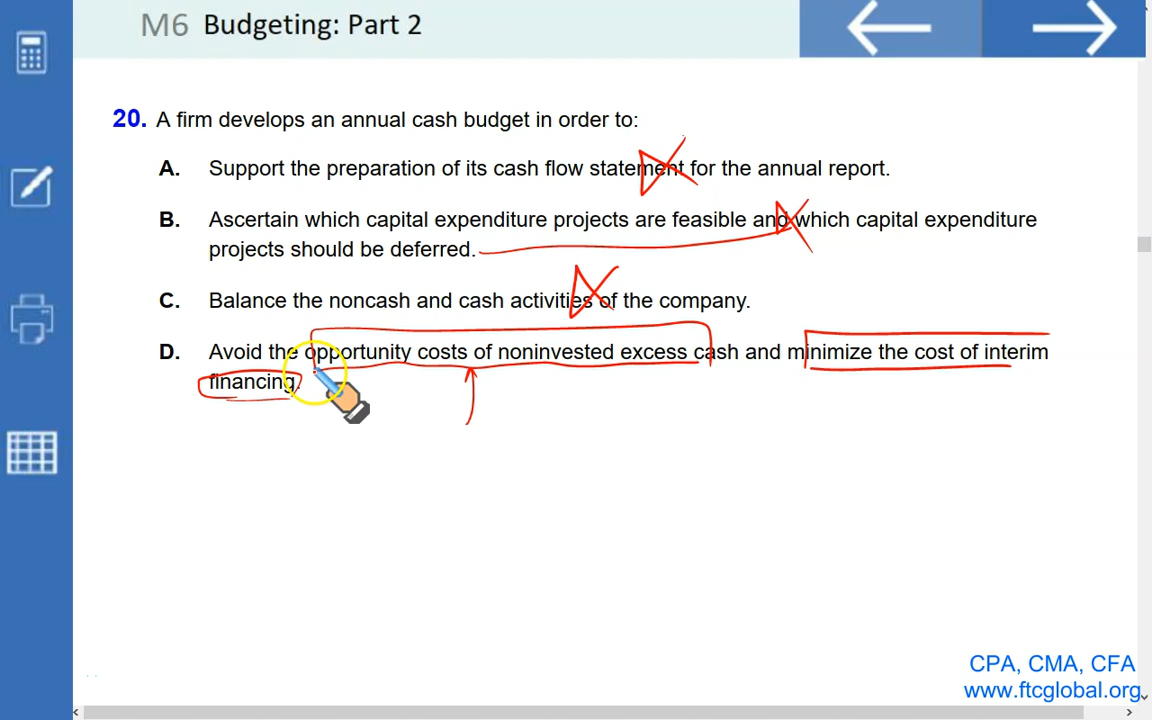 M6 Budgeting: Part 2
20. A firm develops an annual cash budget in order to:
A. Support the preparation of its cash flow statement for the annual report.
B. Ascertain which capital expenditure projects are feasible and which capital expenditure
projects should be deferred.
C. Balance the noncash and cash activities of the company.
D. Avoid the opportunity costs of noninvested excess cash and minimize the cost of interim
financing.
CPA, CMA, CFA
www.ftcglobal.org